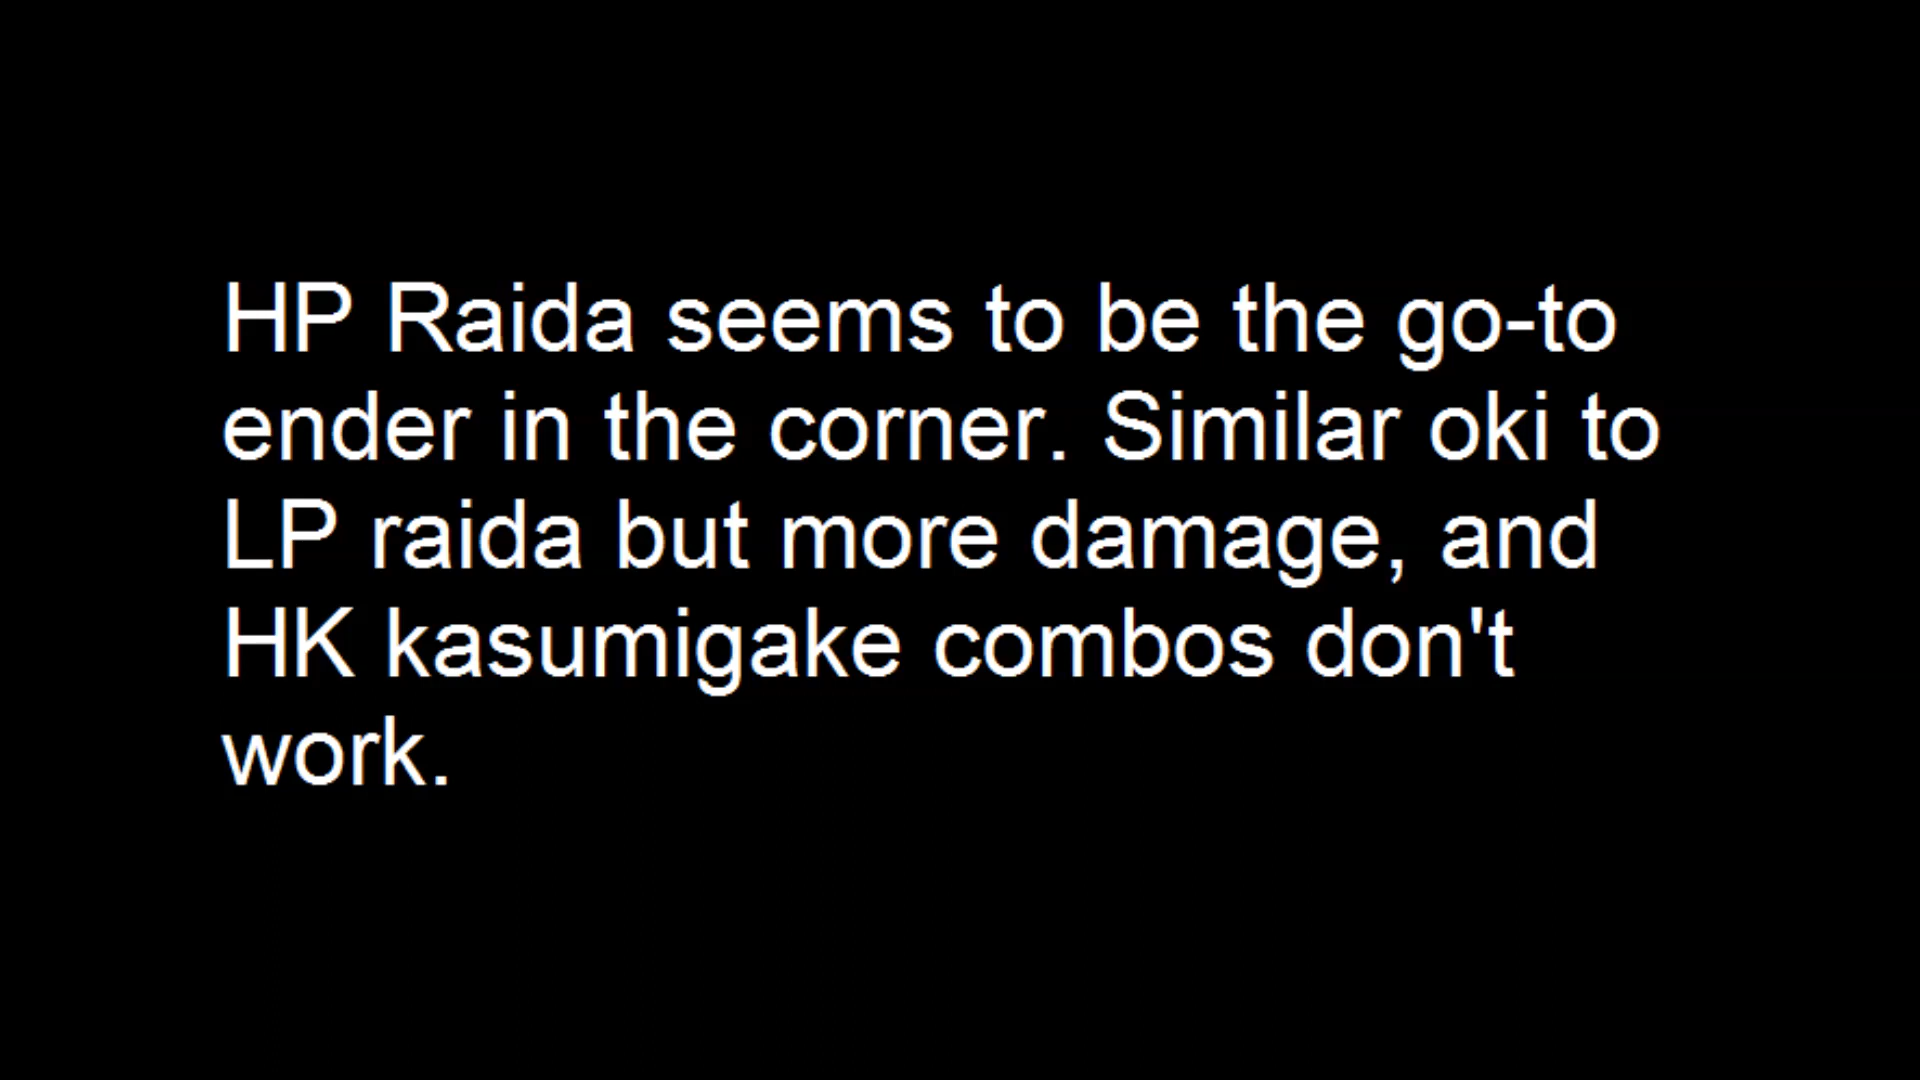 HP Raida seems to be the go-to
ender in the corner. Similar oki to
LP raida but more damage, and
HK kasumigake combos don't
work.